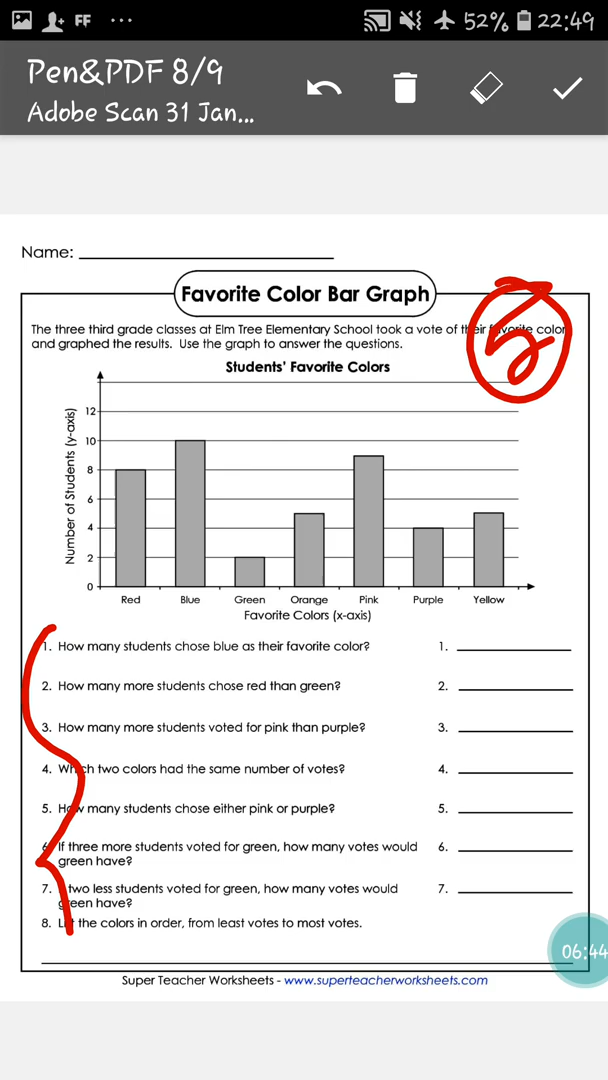 FF ... 52% 22:49
Pen&PDF 8/9
Adobe Scan 31 Jan...
Name:
Favorite Color Bar Graph
The three third grade classes at Elm Tree Elementary School took a vote of their favorite color
and graphed the results. Use the graph to answer the questions.
5
Students' Favorite Colors
Number of Students (y-axis)
12
10
8
6
4
2
0
Red Blue Green Orange Pink Purple Yellow
Favorite Colors (x-axis)
1. How many students chose blue as their favorite color? 1.
2. How many more students chose red than green? 2.
3. How many more students voted for pink than purple? 3.
4. Which two colors had the same number of votes? 4.
5. How many students chose either pink or purple? 5.
6. If three more students voted for green, how many votes would 6.
green have?
7. If two less students voted for green, how many votes would 7.
green have?
8. List the colors in order, from least votes to most votes.
06:44
Super Teacher Worksheets - www.superteacherworksheets.com